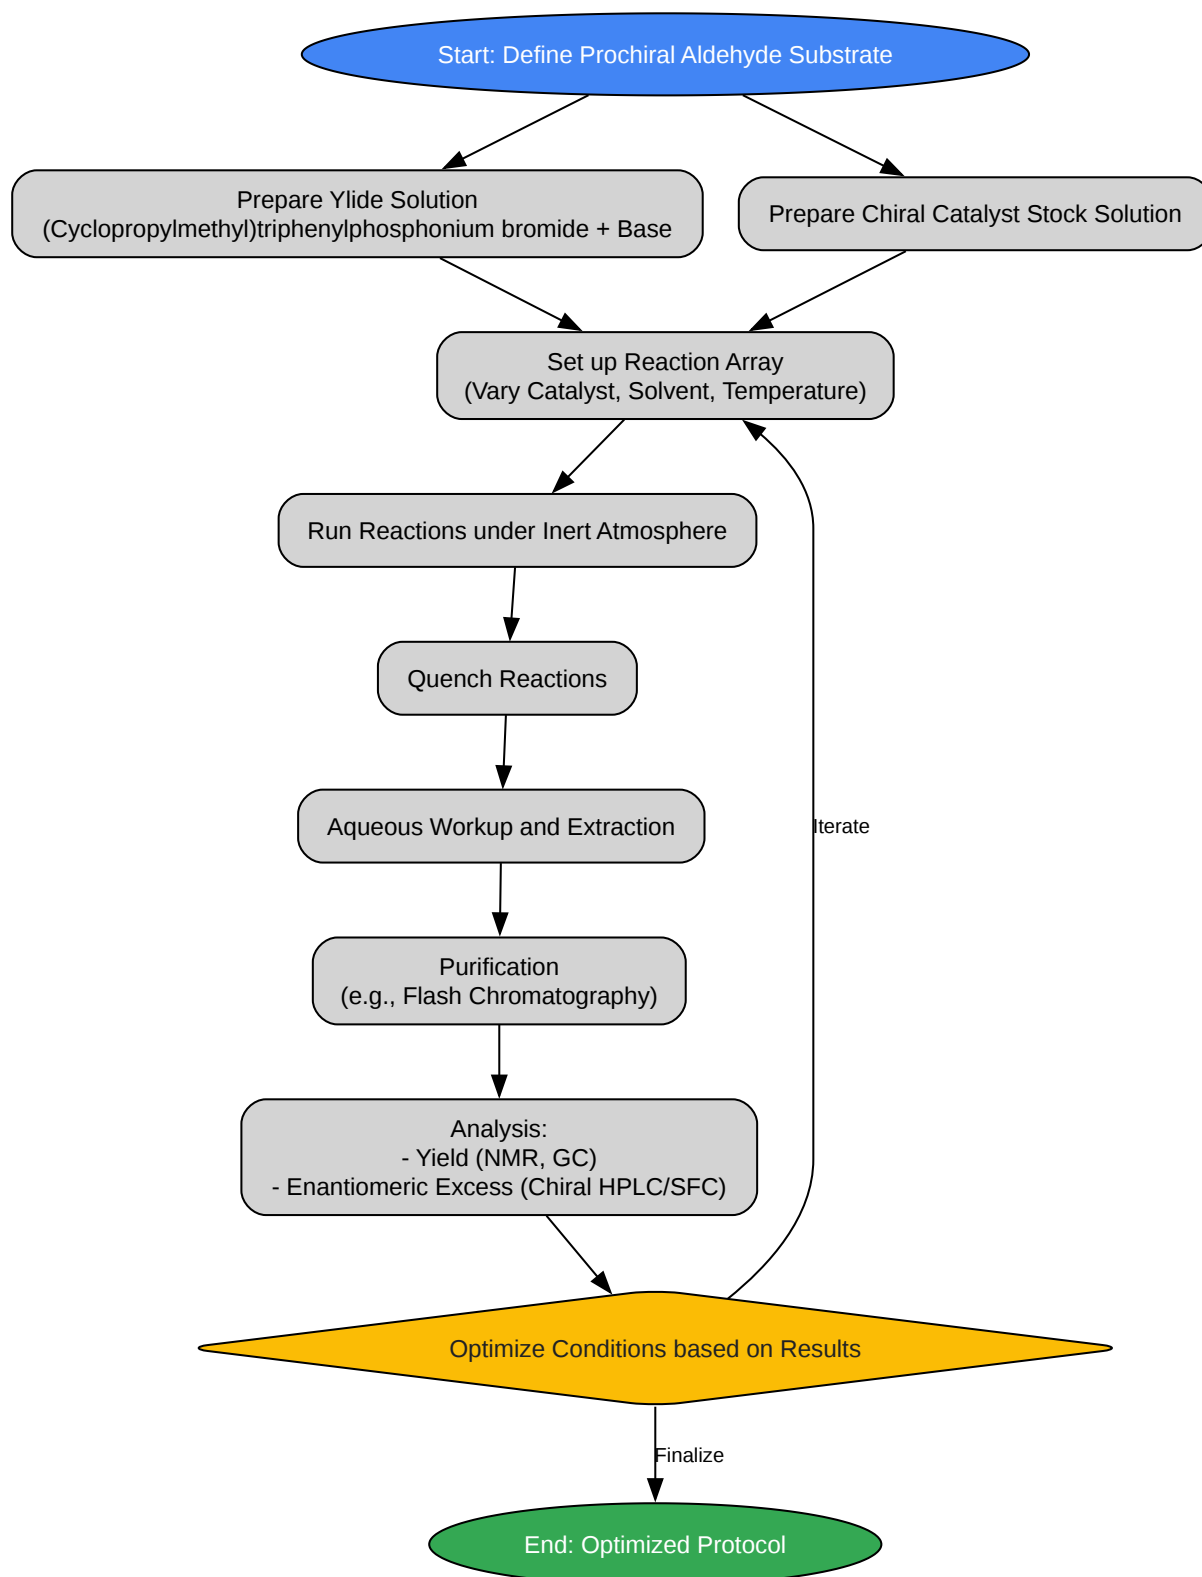 Start: Define Prochiral Aldehyde Substrate
Prepare Ylide Solution
(Cyclopropylmethyl)triphenylphosphonium bromide + Base
Prepare Chiral Catalyst Stock Solution
Set up Reaction Array
(Vary Catalyst, Solvent, Temperature)
Run Reactions under Inert Atmosphere
Quench Reactions
Aqueous Workup and Extraction
Iterate
Purification
(e.g., Flash Chromatography)
Analysis:
- Yield (NMR, GC)
- Enantiomeric Excess (Chiral HPLC/SFC)
Optimize Conditions based on Results
Finalize
End: Optimized Protocol